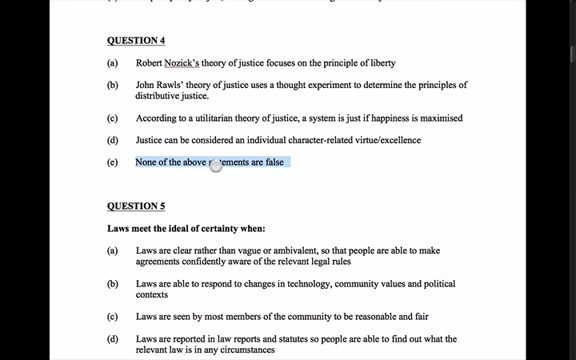 QUESTION 4
(a) Robert Nozick's theory of justice focuses on the principle of liberty
(b) John Rawls' theory of justice uses a thought experiment to determine the principles of
distributive justice.
(c) According to a utilitarian theory of justice, a system is just if happiness is maximised
(d) Justice can be considered an individual character-related virtue/excellence
(e) None of the above statements are false
QUESTION 5
Laws meet the ideal of certainty when:
(a) Laws are clear rather than vague or ambivalent, so that people are able to make
agreements confidently aware of the relevant legal rules
(b) Laws are able to respond to changes in technology, community values and political
contexts
(c) Laws are seen by most members of the community to be reasonable and fair
(d) Laws are reported in law reports and statutes so people are able to find out what the
relevant law is in any circumstances